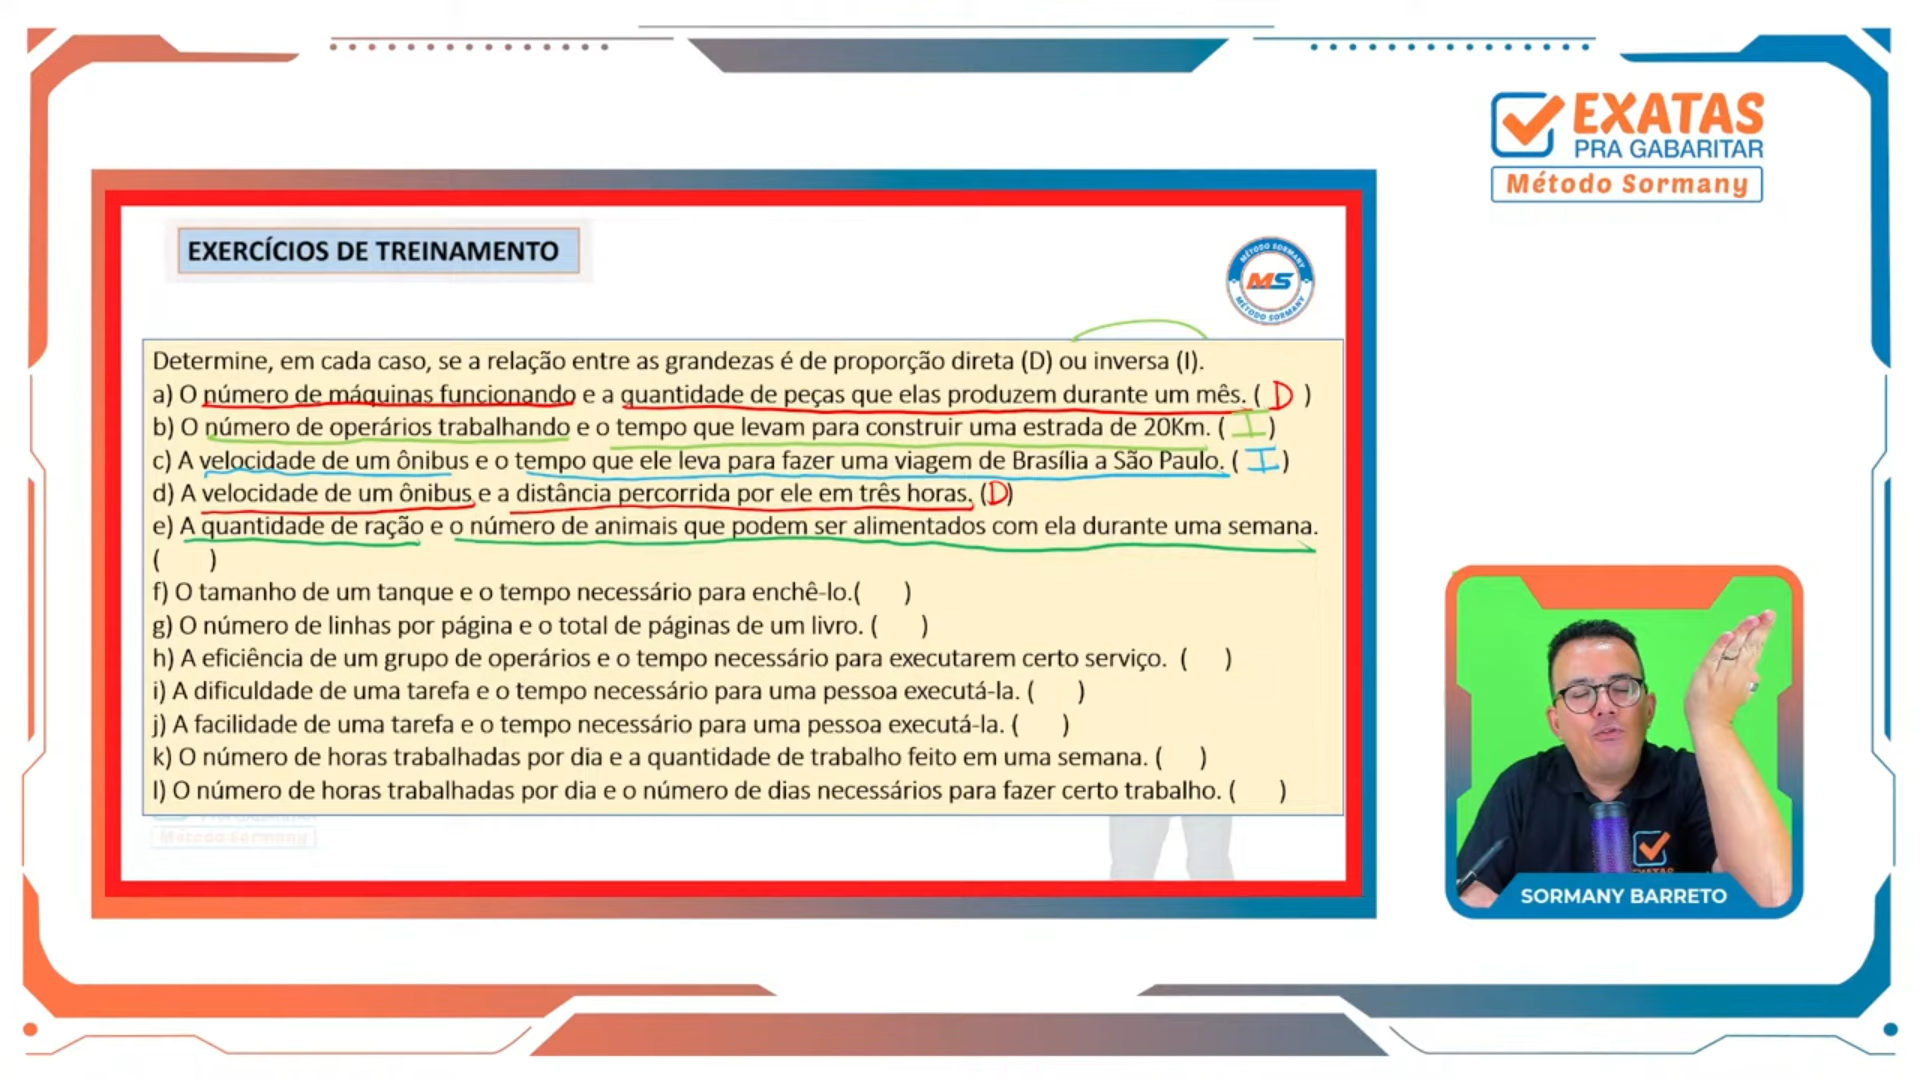 EXATAS
PRA GABARITAR
Método Sormany
EXERCÍCIOS DE TREINAMENTO
MÉTODO SORMANY
MS
MÉTODO SORMANY
Determine, em cada caso, se a relação entre as grandezas é de proporção direta (D) ou inversa (I).
a) O número de máquinas funcionando e a quantidade de peças que elas produzem durante um mês. ( D )
b) O número de operários trabalhando e o tempo que levam para construir uma estrada de 20Km. ( I )
c) A velocidade de um ônibus e o tempo que ele leva para fazer uma viagem de Brasília a São Paulo. ( I )
d) A velocidade de um ônibus e a distância percorrida por ele em três horas. (D)
e) A quantidade de ração e o número de animais que podem ser alimentados com ela durante uma semana.
( )
f) O tamanho de um tanque e o tempo necessário para enchê-lo.( )
g) O número de linhas por página e o total de páginas de um livro. ( )
h) A eficiência de um grupo de operários e o tempo necessário para executarem certo serviço. ( )
i) A dificuldade de uma tarefa e o tempo necessário para uma pessoa executá-la. ( )
j) A facilidade de uma tarefa e o tempo necessário para uma pessoa executá-la. ( )
k) O número de horas trabalhadas por dia e a quantidade de trabalho feito em uma semana. ( )
l) O número de horas trabalhadas por dia e o número de dias necessários para fazer certo trabalho. ( )
Método Sormany
SORMANY BARRETO